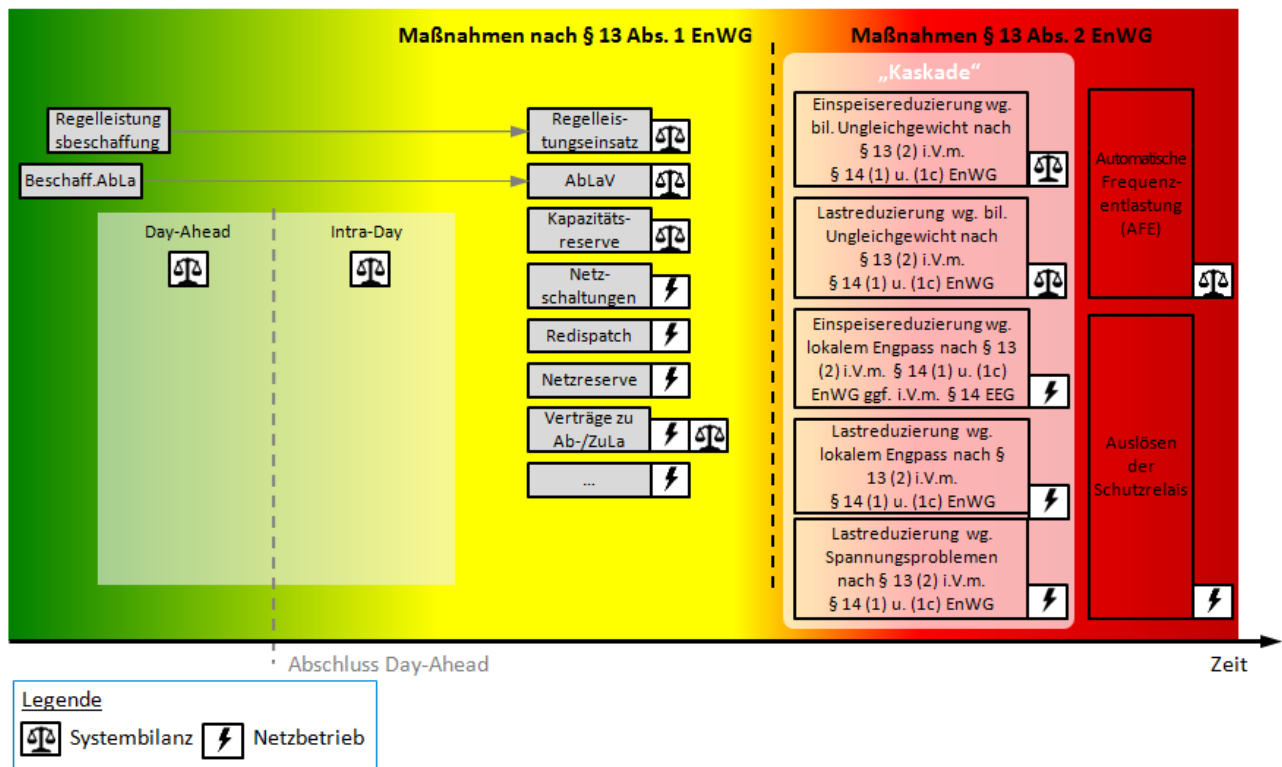 Maßnahmen nach § 13 Abs. 1 EnWG
Maßnahmen § 13 Abs. 2 EnWG
Regelleistung
sbeschaffung
Beschaff.AbLa
Day-Ahead
Intra-Day
Regelleis-
tungseinsatz
AbLaV
Kapazitäts-
reserve
Netz-
schaltungen
Redispatch
Netzreserve
Verträge zu
Ab-/ZuLa
...
„Kaskade“
Einspeisereduzierung wg.
bil. Ungleichgewicht nach
§ 13 (2) i.V.m.
§ 14 (1) u. (1c) EnWG
Lastreduzierung wg. bil.
Ungleichgewicht nach
§ 13 (2) i.V.m.
§ 14 (1) u. (1c) EnWG
Einspeisereduzierung wg.
lokalem Engpass nach § 13
(2) i.V.m. § 14 (1) u. (1c)
EnWG ggf. i.V.m. § 14 EEG
Lastreduzierung wg.
lokalem Engpass nach §
13 (2) i.V.m.
§ 14 (1) u. (1c) EnWG
Lastreduzierung wg.
Spannungsproblemen
nach § 13 (2) i.V.m.
§ 14 (1) u. (1c) EnWG
Automatische
Frequenz-
entlastung
(AFE)
Auslösen
der
Schutzrelais
Abschluss Day-Ahead
Zeit
Legende
Systembilanz
Netzbetrieb